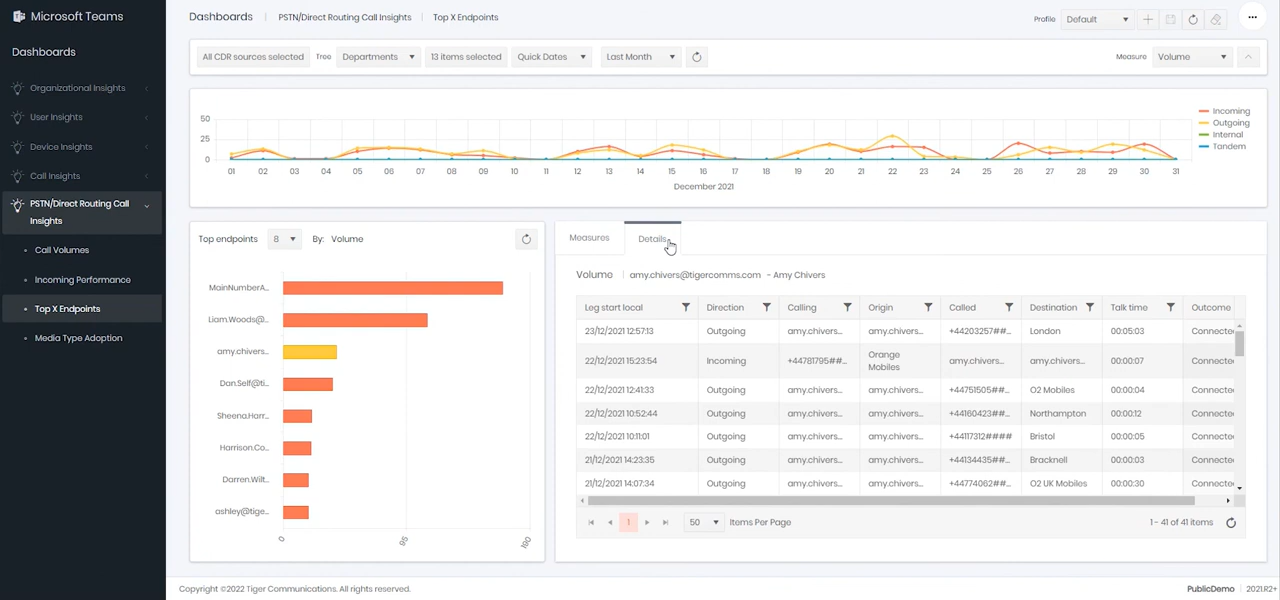 Microsoft Teams
Dashboards
Organizational Insights
User Insights
Device Insights
Call Insights
PSTN/Direct Routing Call
Insights
Call Volumes
Incoming Performance
Top X Endpoints
Media Type Adoption
Dashboards PSTN/Direct Routing Call Insights Top X Endpoints
Profile Default
All CDR sources selected Tree Departments 13 items selected Quick Dates Last Month
Measure Volume
50
25
0
01 02 03 04 05 06 07 08 09 10 11 12 13 14 15 16 17 18 19 20 21 22 23 24 25 26 27 28 29 30 31
December 2021
Incoming
Outgoing
Internal
Tandem
Top endpoints 8 By: Volume
MainNumberA...
Liam.Woods@...
amy.chivers...
Dan.Self@ti...
Sheena.Harr...
Harrison.Co...
Darren.Wilt...
ashley@tige...
0 95 190
Measures Details
Volume amy.chivers@tigercomms.com - Amy Chivers
Leg start local Direction Calling Origin Called Destination Talk time Outcome
23/12/2021 12:57:13 Outgoing amy.chivers... amy.chivers... +44203257##... London 00:05:03 Connected
22/12/2021 15:23:54 Incoming +44781795##... Orange Mobiles amy.chivers... amy.chivers... 00:00:07 Connected
22/12/2021 12:41:33 Outgoing amy.chivers... amy.chivers... +44751505##... O2 Mobiles 00:00:04 Connected
22/12/2021 10:52:44 Outgoing amy.chivers... amy.chivers... +44160423##... Northampton 00:00:12 Connected
22/12/2021 10:11:01 Outgoing amy.chivers... amy.chivers... +44117312#### Bristol 00:00:05 Connected
21/12/2021 14:23:35 Outgoing amy.chivers... amy.chivers... +44134435##... Bracknell 00:00:03 Connected
21/12/2021 14:07:34 Outgoing amy.chivers... amy.chivers... +44774062##... O2 UK Mobiles 00:00:30 Connected
1 50 Items Per Page 1 - 41 of 41 items
Copyright ©2022 Tiger Communications. All rights reserved.
PublicDemo 2021.R2+